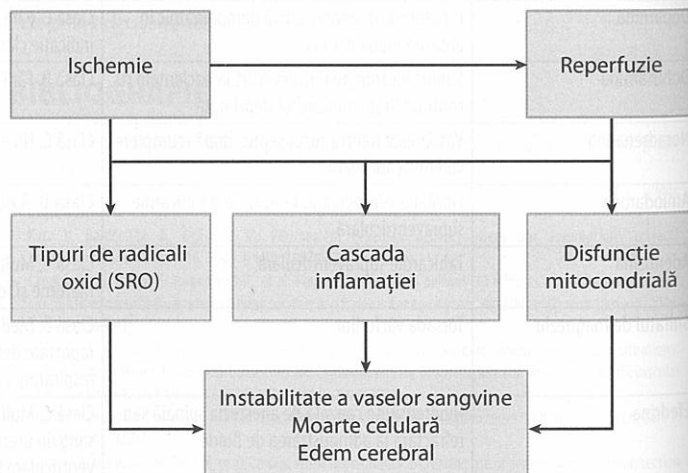 Ischemie
Reperfuzie
Tipuri de radicali
oxid (SRO)
Cascada
inflamației
Disfuncție
mitocondrială
Instabilitate a vaselor sangvine
Moarte celulară
Edem cerebral